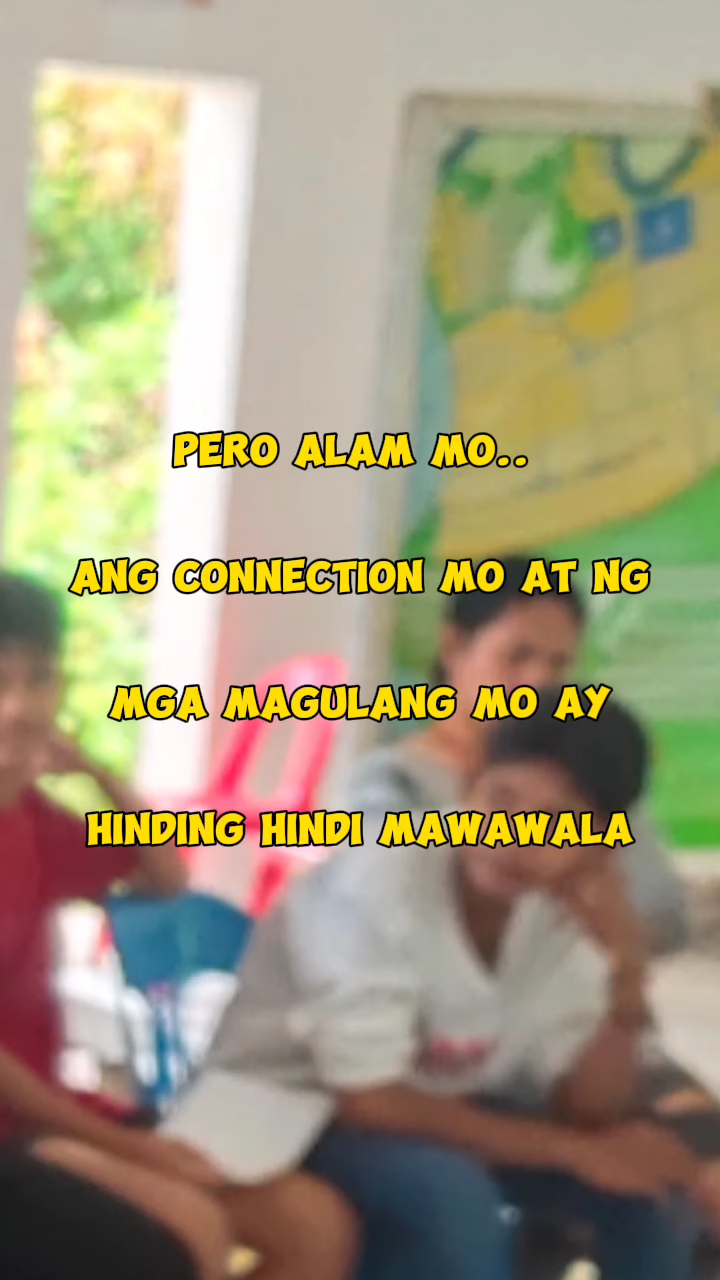 PERO ALAM MO..
ANG CONNECTION MO AT NG
MGA MAGULANG MO AY
HINDING HINDI MAWAWALA